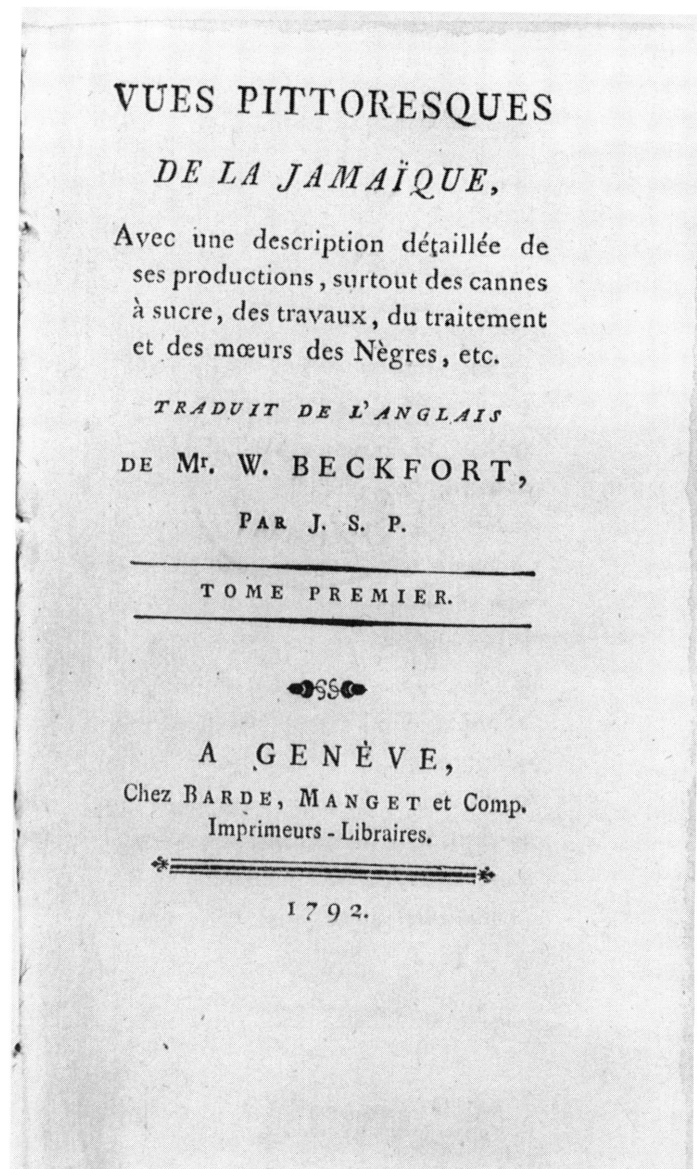 VUES PITTORESQUES
DE LA JAMAÏQUE,
Avec une description détaillée de
ses productions, surtout des cannes
à sucre, des travaux, du traitement
et des mœurs des Nègres, etc.
TRADUIT DE L'ANGLAIS
DE Mr. W. BECKFORT,
PAR J. S. P.
TOME PREMIER.
A GENÈVE,
Chez BARDE, MANGET et Comp.
Imprimeurs-Libraires.
1792.